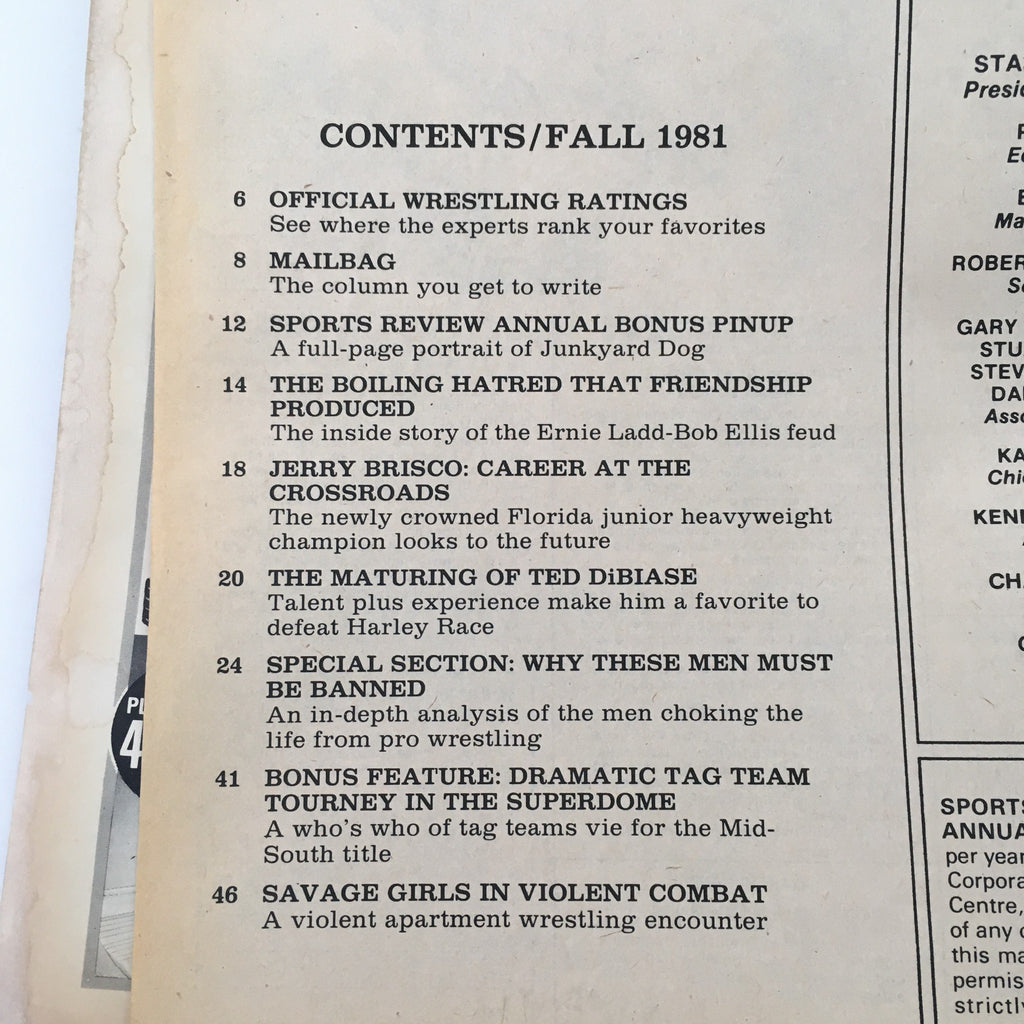 CONTENTS/FALL 1981
6 OFFICIAL WRESTLING RATINGS
See where the experts rank your favorites
8 MAILBAG
The column you get to write
12 SPORTS REVIEW ANNUAL BONUS PINUP
A full-page portrait of Junkyard Dog
14 THE BOILING HATRED THAT FRIENDSHIP
PRODUCED
The inside story of the Ernie Ladd-Bob Ellis feud
18 JERRY BRISCO: CAREER AT THE
CROSSROADS
The newly crowned Florida junior heavyweight
champion looks to the future
20 THE MATURING OF TED DiBIASE
Talent plus experience make him a favorite to
defeat Harley Race
24 SPECIAL SECTION: WHY THESE MEN MUST
BE BANNED
An in-depth analysis of the men choking the
life from pro wrestling
41 BONUS FEATURE: DRAMATIC TAG TEAM
TOURNEY IN THE SUPERDOME
A who's who of tag teams vie for the Mid-
South title
46 SAVAGE GIRLS IN VIOLENT COMBAT
A violent apartment wrestling encounter
GARY
per year
Centre,
of any
this